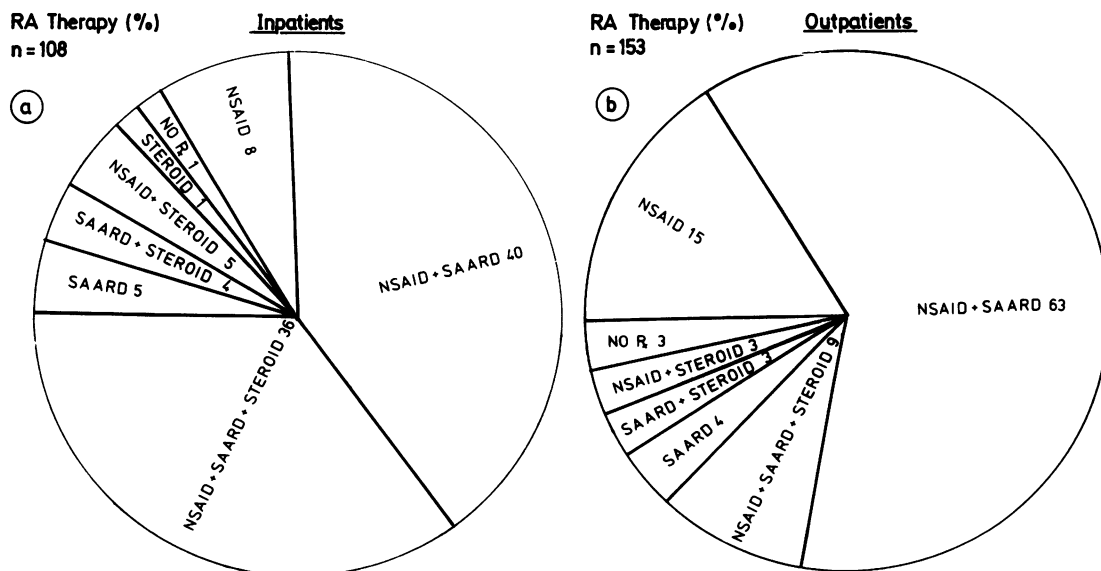 RA Therapy (%)
Inpatients
n = 108
a
NSAID 8
NO Rx 1
STEROID 1
NSAID + STEROID 5
SAARD + STEROID 4
SAARD 5
NSAID + SAARD 40
NSAID + SAARD + STEROID 36
RA Therapy (%)
Outpatients
n = 153
b
NSAID 15
NSAID + SAARD 63
NO Rx 3
NSAID + STEROID 3
SAARD + STEROID 3
SAARD 4
NSAID + SAARD + STEROID 9